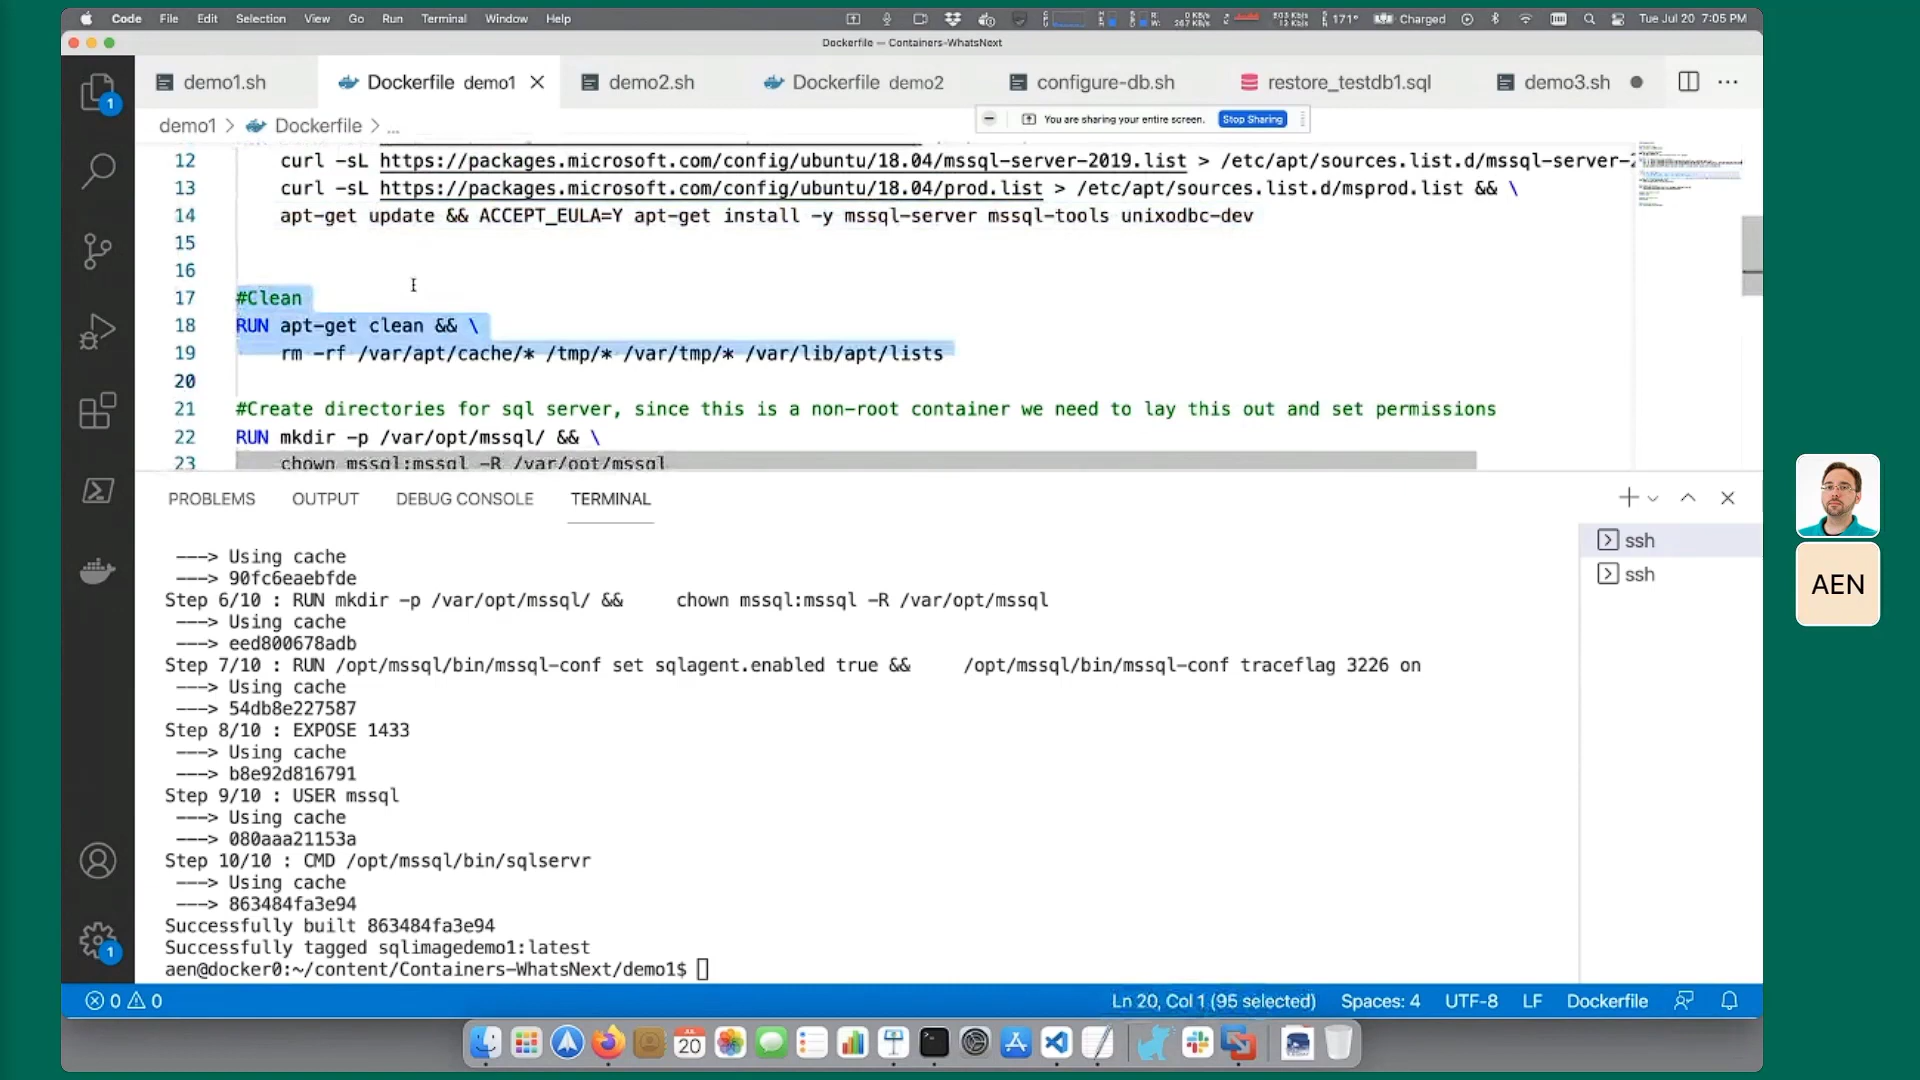 Code File Edit Selection View Go Run Terminal Window Help 171° Charged Tue Jul 20 7:05 PM
Dockerfile — Containers-WhatsNext
demo1.sh Dockerfile demo1 demo2.sh Dockerfile demo2 configure-db.sh restore_testdb1.sql demo3.sh
1
demo1 > Dockerfile > ...
You are sharing your entire screen. Stop Sharing
12 curl -sL https://packages.microsoft.com/config/ubuntu/18.04/mssql-server-2019.list > /etc/apt/sources.list.d/mssql-server-
13 curl -sL https://packages.microsoft.com/config/ubuntu/18.04/prod.list > /etc/apt/sources.list.d/msprod.list && \
14 apt-get update && ACCEPT_EULA=Y apt-get install -y mssql-server mssql-tools unixodbc-dev
15
16
17 #Clean
18 RUN apt-get clean && \
19 rm -rf /var/apt/cache/* /tmp/* /var/tmp/* /var/lib/apt/lists
20
21 #Create directories for sql server, since this is a non-root container we need to lay this out and set permissions
22 RUN mkdir -p /var/opt/mssql/ && \
23 chown mssql:mssql -R /var/opt/mssql
PROBLEMS OUTPUT DEBUG CONSOLE TERMINAL
ssh
ssh
---> Using cache
---> 90fc6eaebfde
Step 6/10 : RUN mkdir -p /var/opt/mssql/ && chown mssql:mssql -R /var/opt/mssql
---> Using cache
---> eed800678adb
Step 7/10 : RUN /opt/mssql/bin/mssql-conf set sqlagent.enabled true && /opt/mssql/bin/mssql-conf traceflag 3226 on
---> Using cache
---> 54db8e227587
Step 8/10 : EXPOSE 1433
---> Using cache
---> b8e92d816791
Step 9/10 : USER mssql
---> Using cache
---> 080aaa21153a
Step 10/10 : CMD /opt/mssql/bin/sqlservr
---> Using cache
---> 863484fa3e94
Successfully built 863484fa3e94
Successfully tagged sqlimagedemo1:latest
aen@docker0:~/content/Containers-WhatsNext/demo1$
1
AEN
0 0 Ln 20, Col 1 (95 selected) Spaces: 4 UTF-8 LF Dockerfile
JUL
20